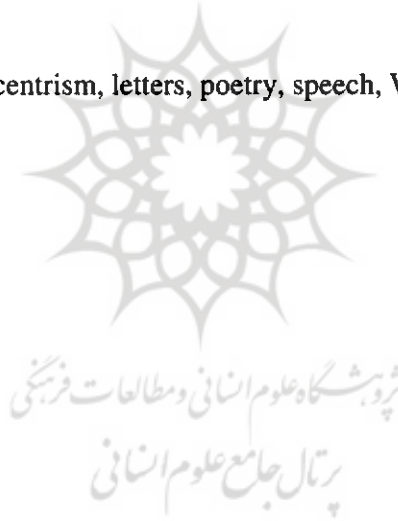 centrism, letters, poetry, speech,
پژوهشگاه علوم انسانی و مطالعات فرهنگی
پرتال جامع علوم انسانی